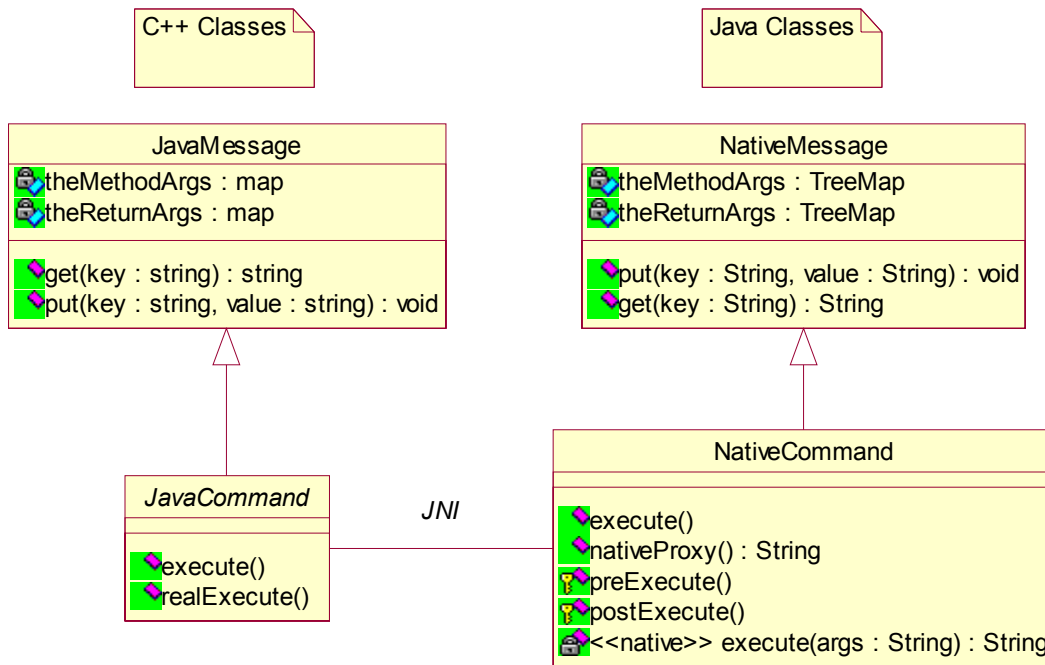 C++ Classes
Java Classes
JavaMessage
theMethodArgs : map
theReturnArgs : map
get(key : string) : string
put(key : string, value : string) : void
NativeMessage
theMethodArgs : TreeMap
theReturnArgs : TreeMap
put(key : String, value : String) : void
get(key : String) : String
JavaCommand
execute()
realExecute()
JNI
NativeCommand
execute()
nativeProxy() : String
preExecute()
postExecute()
<<native>> execute(args : String) : String